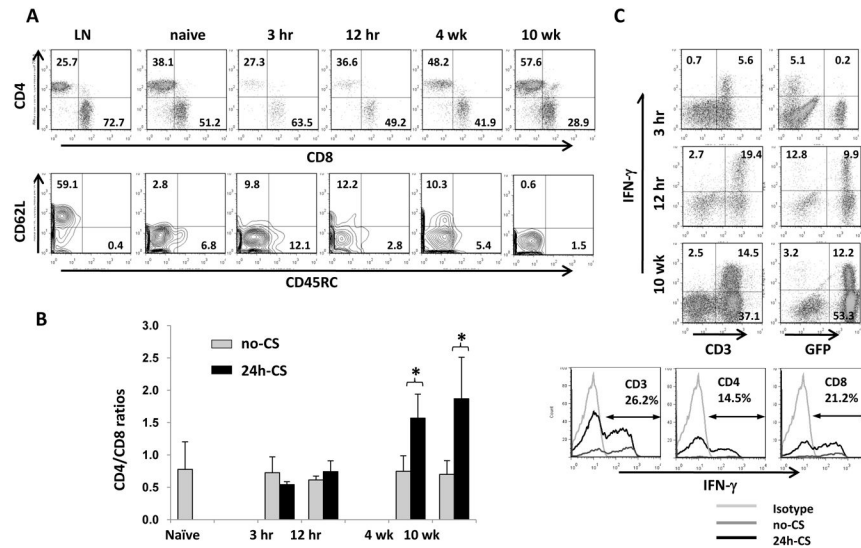 A
LN naive 3 hr 12 hr 4 wk 10 wk
CD4
25.7 38.1 27.3 36.6 48.2 57.6
72.7 51.2 63.5 49.2 41.9 28.9
CD8
CD62L
59.1 2.8 9.8 12.2 10.3 0.6
0.4 6.8 12.1 2.8 5.4 1.5
CD45RC
B
CD4/CD8 ratios
3.0
2.5
2.0
1.5
1.0
0.5
0.0
no-CS
24h-CS
* *
Naïve 3 hr 12 hr 4 wk 10 wk
C
IFN-γ
3 hr
0.7 5.6 5.1 0.2
12 hr
2.7 19.4 12.8 9.9
10 wk
2.5 14.5 3.2 12.2
37.1 53.3
CD3 GFP
Count
CD3 CD4 CD8
26.2% 14.5% 21.2%
IFN-γ
Isotype
no-CS
24h-CS